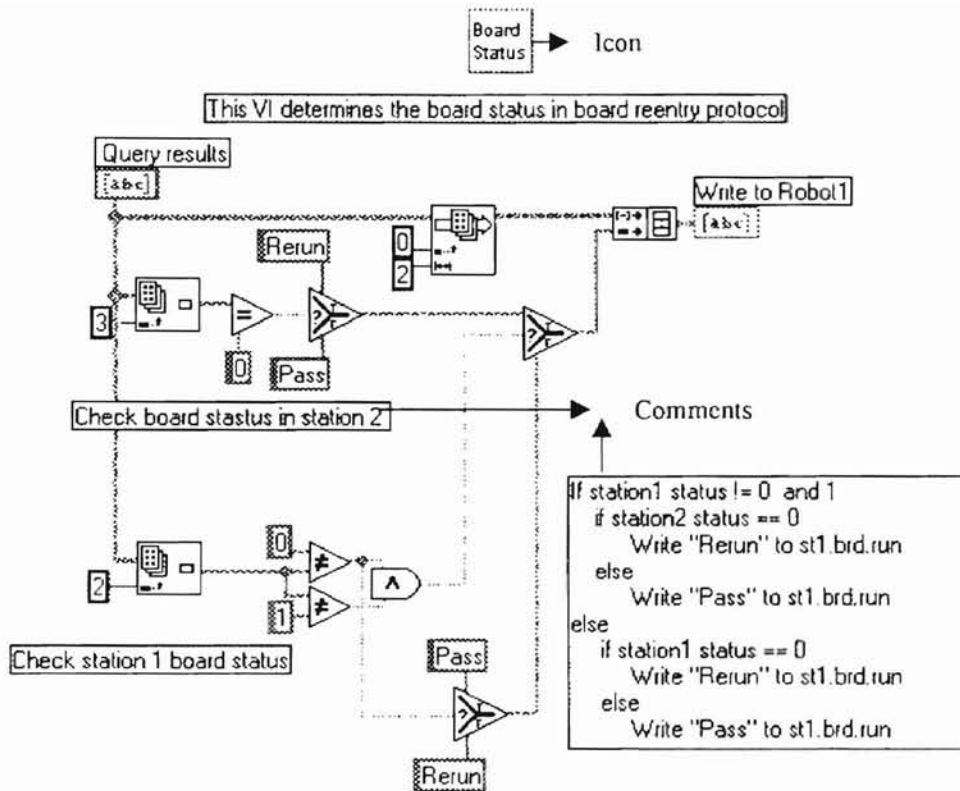 Board
Status
Icon
This VI determines the board status in board reentry protocol
Query results
[abc]
Write to Robot1
[abc]
Rerun
0
2
3
=
?
?
0
Pass
Check board stastus in station 2
Comments
If station1 status != 0 and 1
if station2 status == 0
Write "Rerun" to st1.brd.run
else
Write "Pass" to st1.brd.run
else
if station1 status == 0
Write "Rerun" to st1.brd.run
else
Write "Pass" to st1.brd.run
0
≠
2
∧
≠
1
Check station 1 board status
Pass
?
Rerun